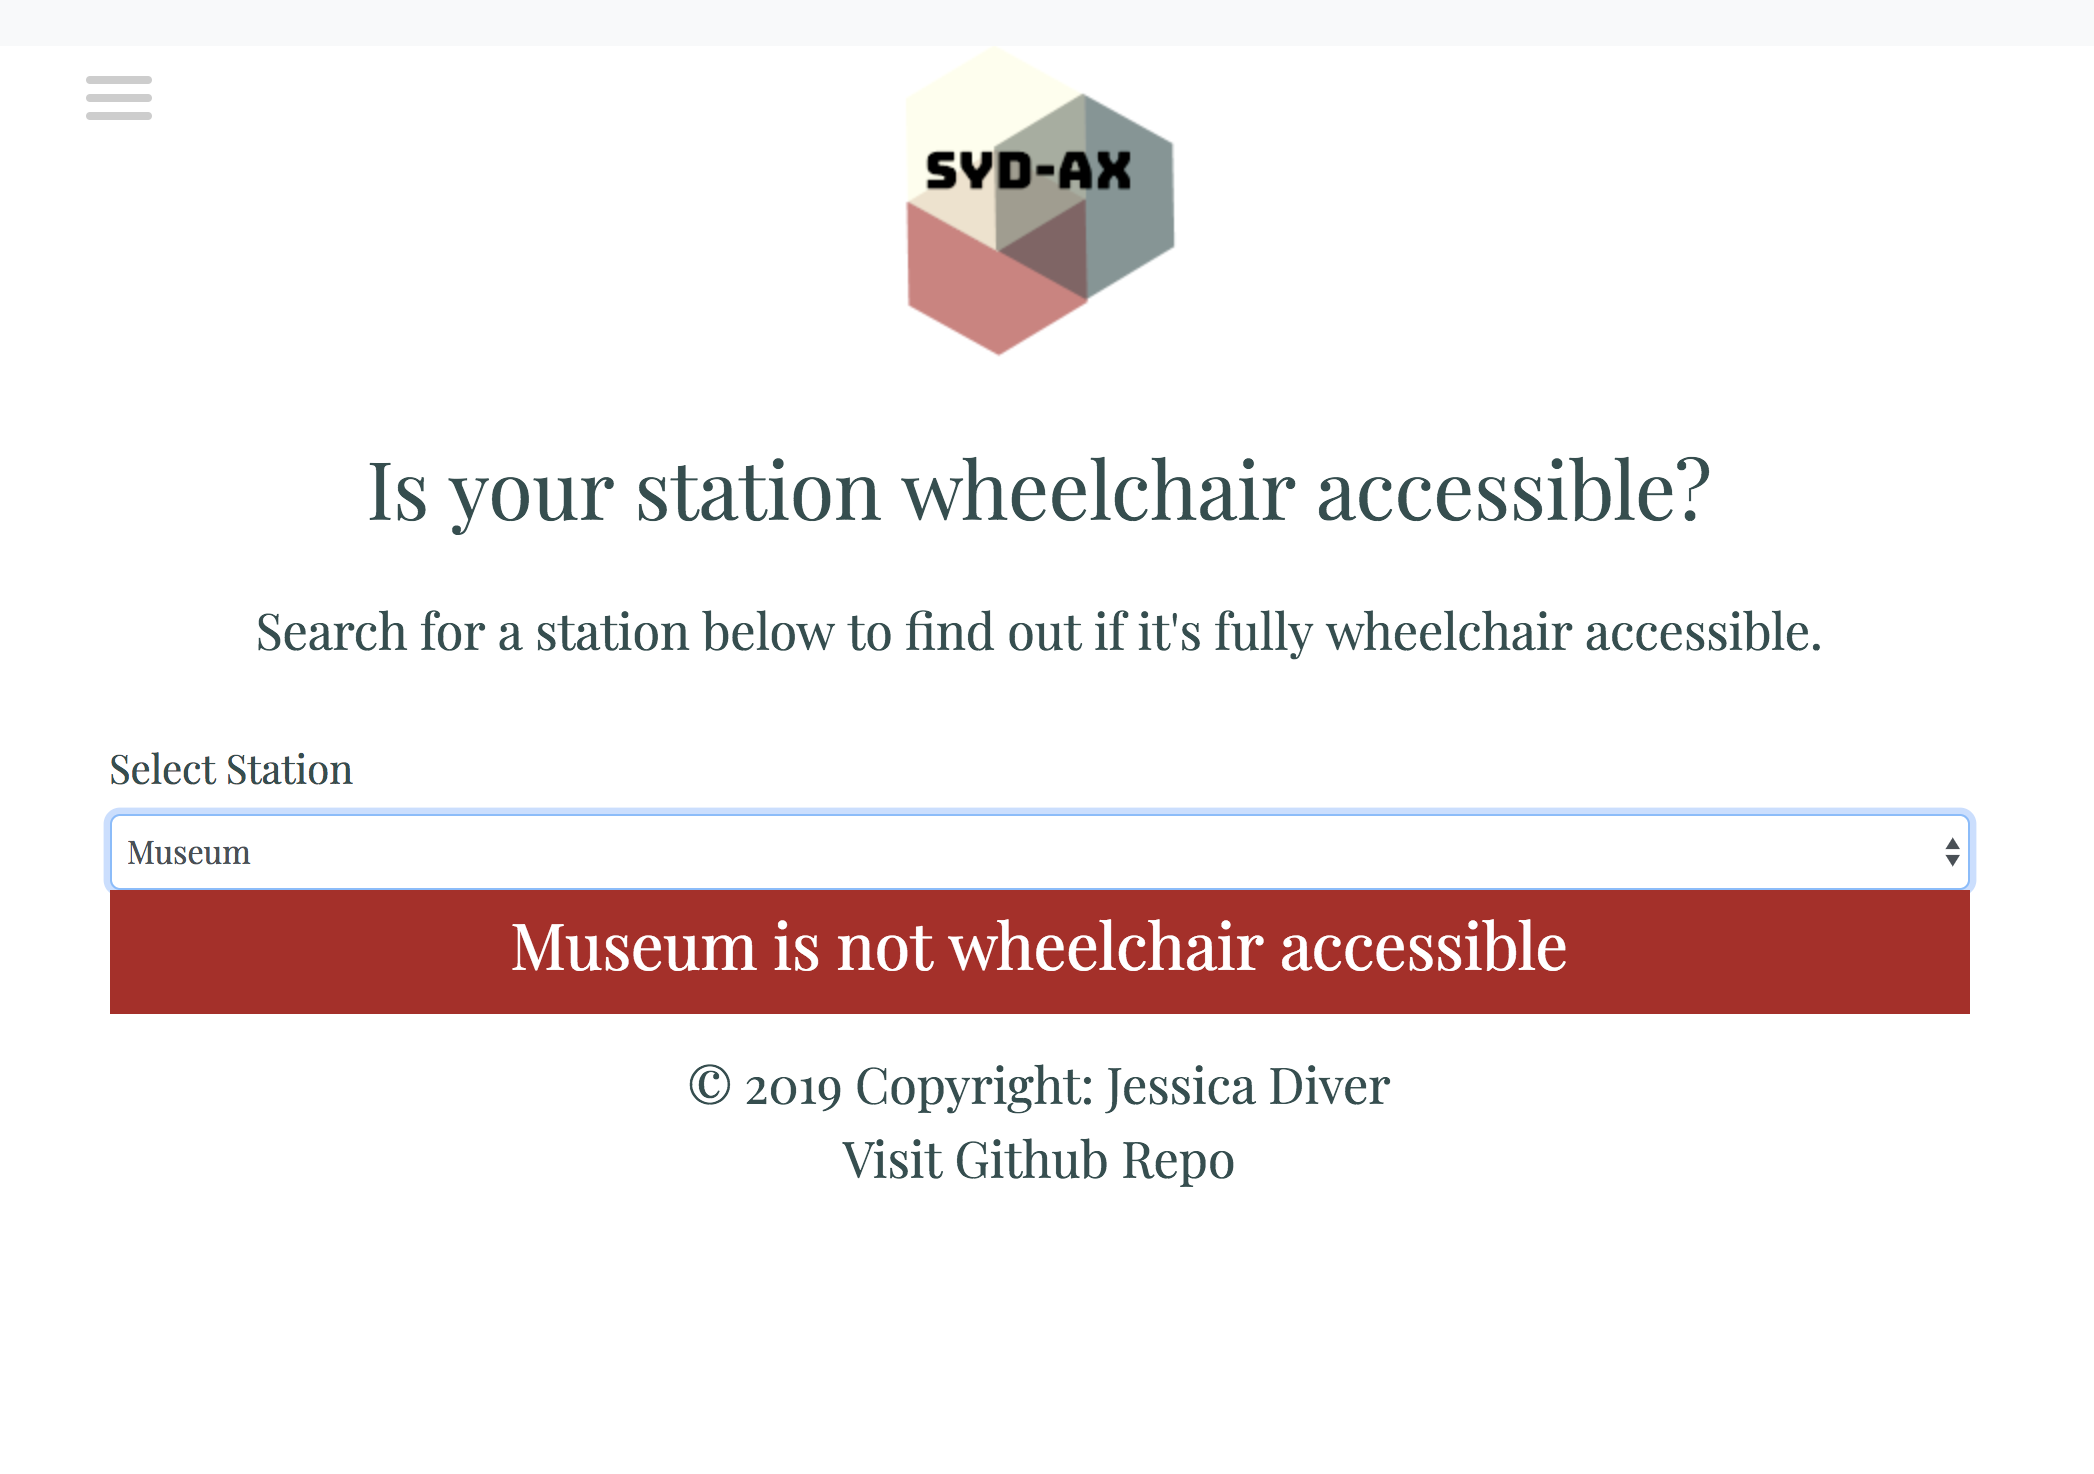 SYD-AX
Is your station wheelchair accessible?
Search for a station below to find out if it's fully wheelchair accessible.
Select Station
Museum
Museum is not wheelchair accessible
© 2019 Copyright: Jessica Diver
Visit Github Repo